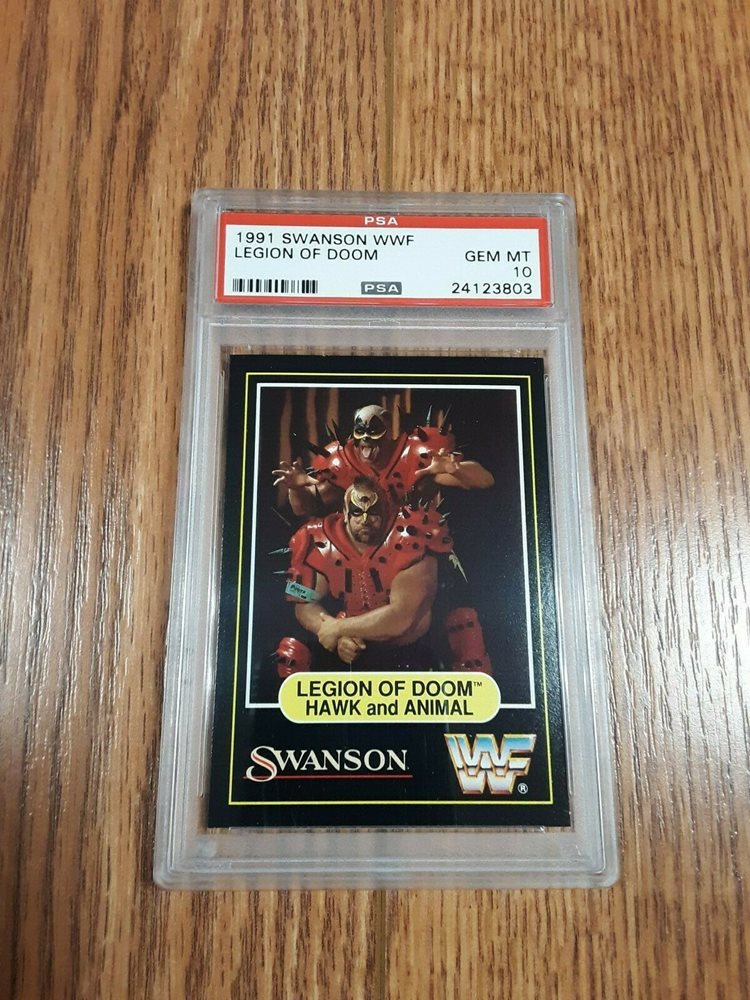 PSA
1991 SWANSON WWF
LEGION OF DOOM GEM MT
10
PSA 24123803
LEGION OF DOOM™
HAWK and ANIMAL
SWANSON
WWF®